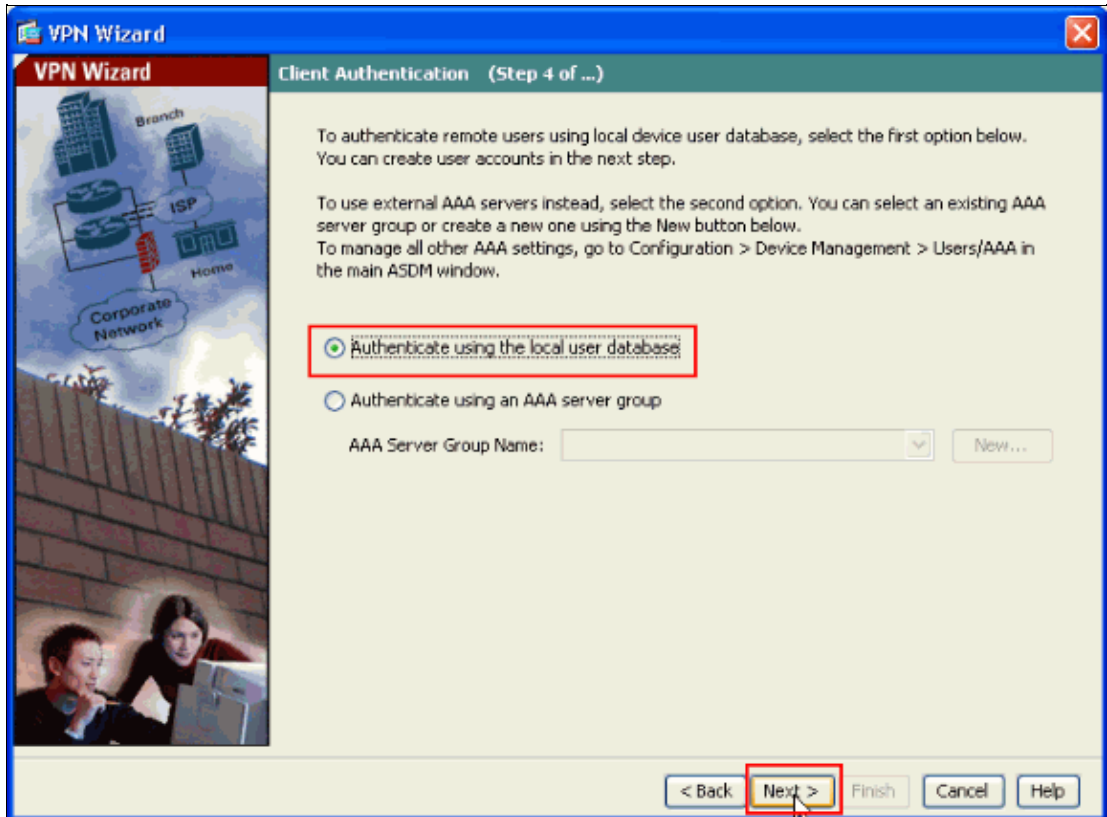 VPN Wizard
VPN Wizard
Client Authentication (Step 4 of ...)
Branch
ISP
Home
Corporate
Network
To authenticate remote users using local device user database, select the first option below.
You can create user accounts in the next step.
To use external AAA servers instead, select the second option. You can select an existing AAA
server group or create a new one using the New button below.
To manage all other AAA settings, go to Configuration > Device Management > Users/AAA in
the main ASDM window.
Authenticate using the local user database
Authenticate using an AAA server group
AAA Server Group Name:
New...
< Back
Next >
Finish
Cancel
Help